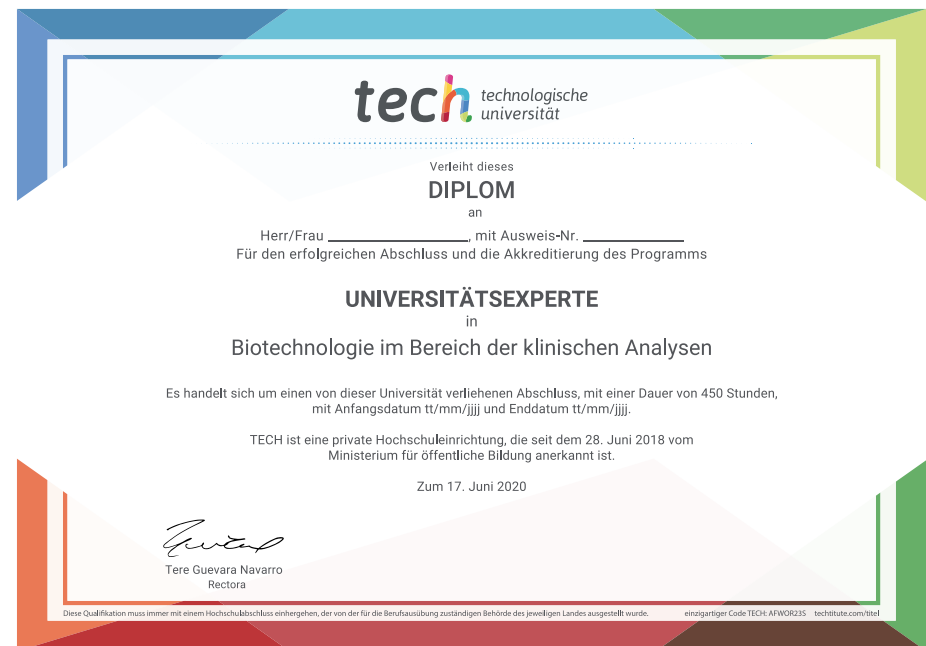 tech technologische
universität
Verleiht dieses
DIPLOM
an
Herr/Frau __________________, mit Ausweis-Nr. _____________
Für den erfolgreichen Abschluss und die Akkreditierung des Programms
UNIVERSITÄTSEXPERTE
in
Biotechnologie im Bereich der klinischen Analysen
Es handelt sich um einen von dieser Universität verliehenen Abschluss, mit einer Dauer von 450 Stunden,
mit Anfangsdatum tt/mm/jjjj und Enddatum tt/mm/jjjj.
TECH ist eine private Hochschuleinrichtung, die seit dem 28. Juni 2018 vom
Ministerium für öffentliche Bildung anerkannt ist.
Zum 17. Juni 2020
Tere Guevara Navarro
Rectora
Diese Qualifikation muss immer mit einem Hochschulabschluss einhergehen, der von der für die Berufsausübung zuständigen Behörde des jeweiligen Landes ausgestellt wurde. einzigartiger Code TECH: AFWOR23S techtitute.com/titel